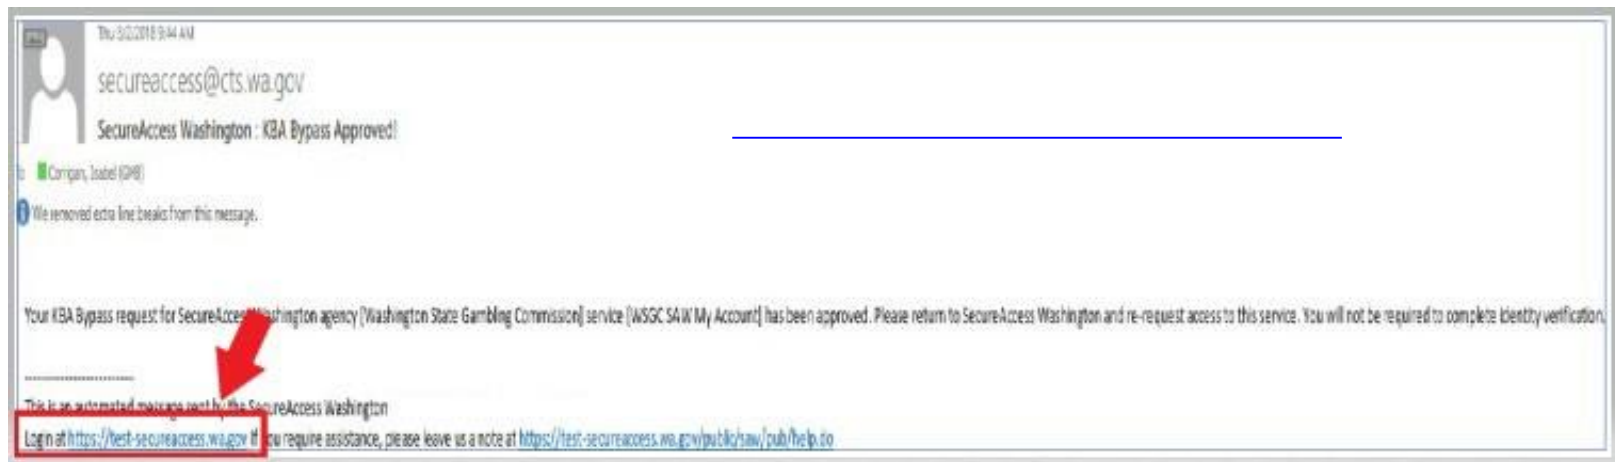 Thu 3/2/2018 9:44 AM
secureaccess@cts.wa.gov
SecureAccess Washington : KBA Bypass Approved!
To Corrigan, Isabel (GMB)
We removed extra line breaks from this message.
Your KBA Bypass request for SecureAccess Washington agency [Washington State Gambling Commission] service [WSGC SAW My Account] has been approved. Please return to SecureAccess Washington and re-request access to this service. You will not be required to complete identity verification.
-------------------------
This is an automated message sent by the SecureAccess Washington
Login at https://test-secureaccess.wa.gov If you require assistance, please leave us a note at https://test-secureaccess.wa.gov/public/saw/pub/help.do